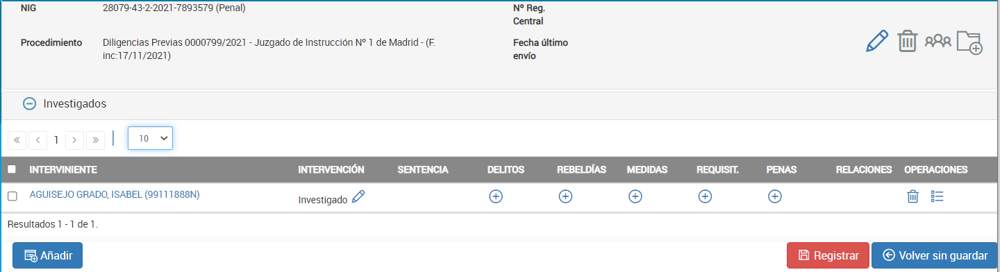 NIG 28079-43-2-2021-7893579 (Penal) Nº Reg.
Central
Procedimiento Diligencias Previas 0000799/2021 - Juzgado de Instrucción Nº 1 de Madrid - (F. Fecha último
inc:17/11/2021) envío
Investigados
« ‹ 1 › » 10
INTERVINIENTE INTERVENCIÓN SENTENCIA DELITOS REBELDÍAS MEDIDAS REQUISIT. PENAS RELACIONES OPERACIONES
AGUISEJO GRADO, ISABEL (99111888N) Investigado
Resultados 1 - 1 de 1.
Añadir Registrar Volver sin guardar